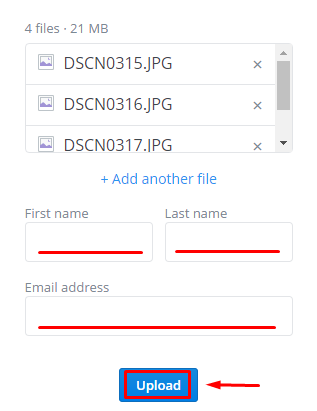 4 files · 21 MB
DSCN0315.JPG ×
DSCN0316.JPG ×
DSCN0317.JPG ×
+ Add another file
First name Last name
Email address
Upload